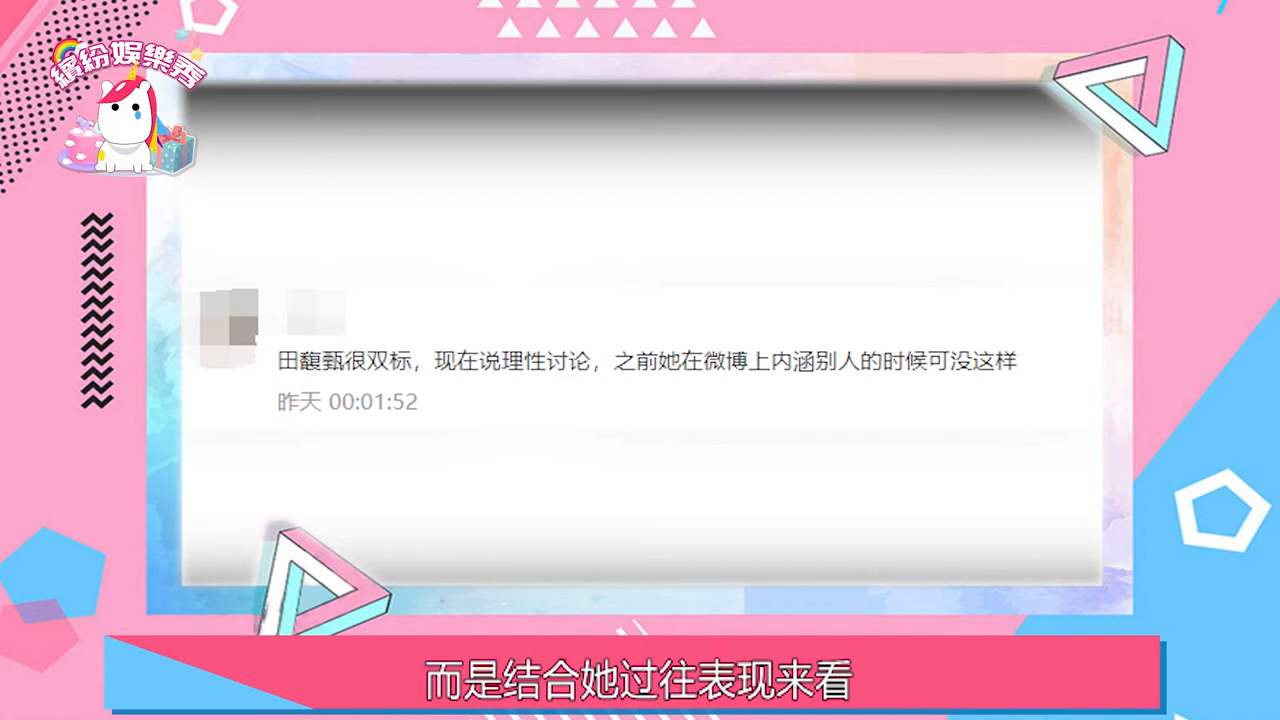 繽紛娛樂秀
田馥甄很双标，现在说理性讨论，之前她在微博上内涵别人的时候可没这样
昨天 00:01:52
而是结合她过往表现来看